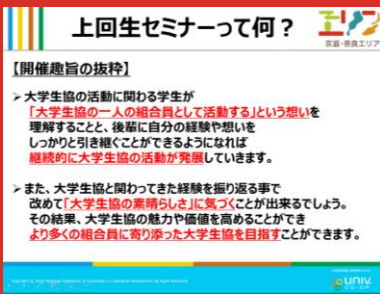 上回生セミナーって何？
エリア
京滋・奈良エリア
【開催趣旨の抜粋】
➢大学生協の活動に関わる学生が
「大学生協の一人の組合員として活動する」という想いを
理解することと、後輩に自分の経験や想いを
しっかりと引き継ぐことができるようになれば
継続的に大学生協の活動が発展していきます。
➢また、大学生協と関わってきた経験を振り返る事で
改めて「大学生協の素晴らしさ」に気づくことが出来るでしょう。
その結果、大学生協の魅力や価値を高めることができ
より多くの組合員に寄り添った大学生協を目指すことができます。
UNIV.
CO-OP